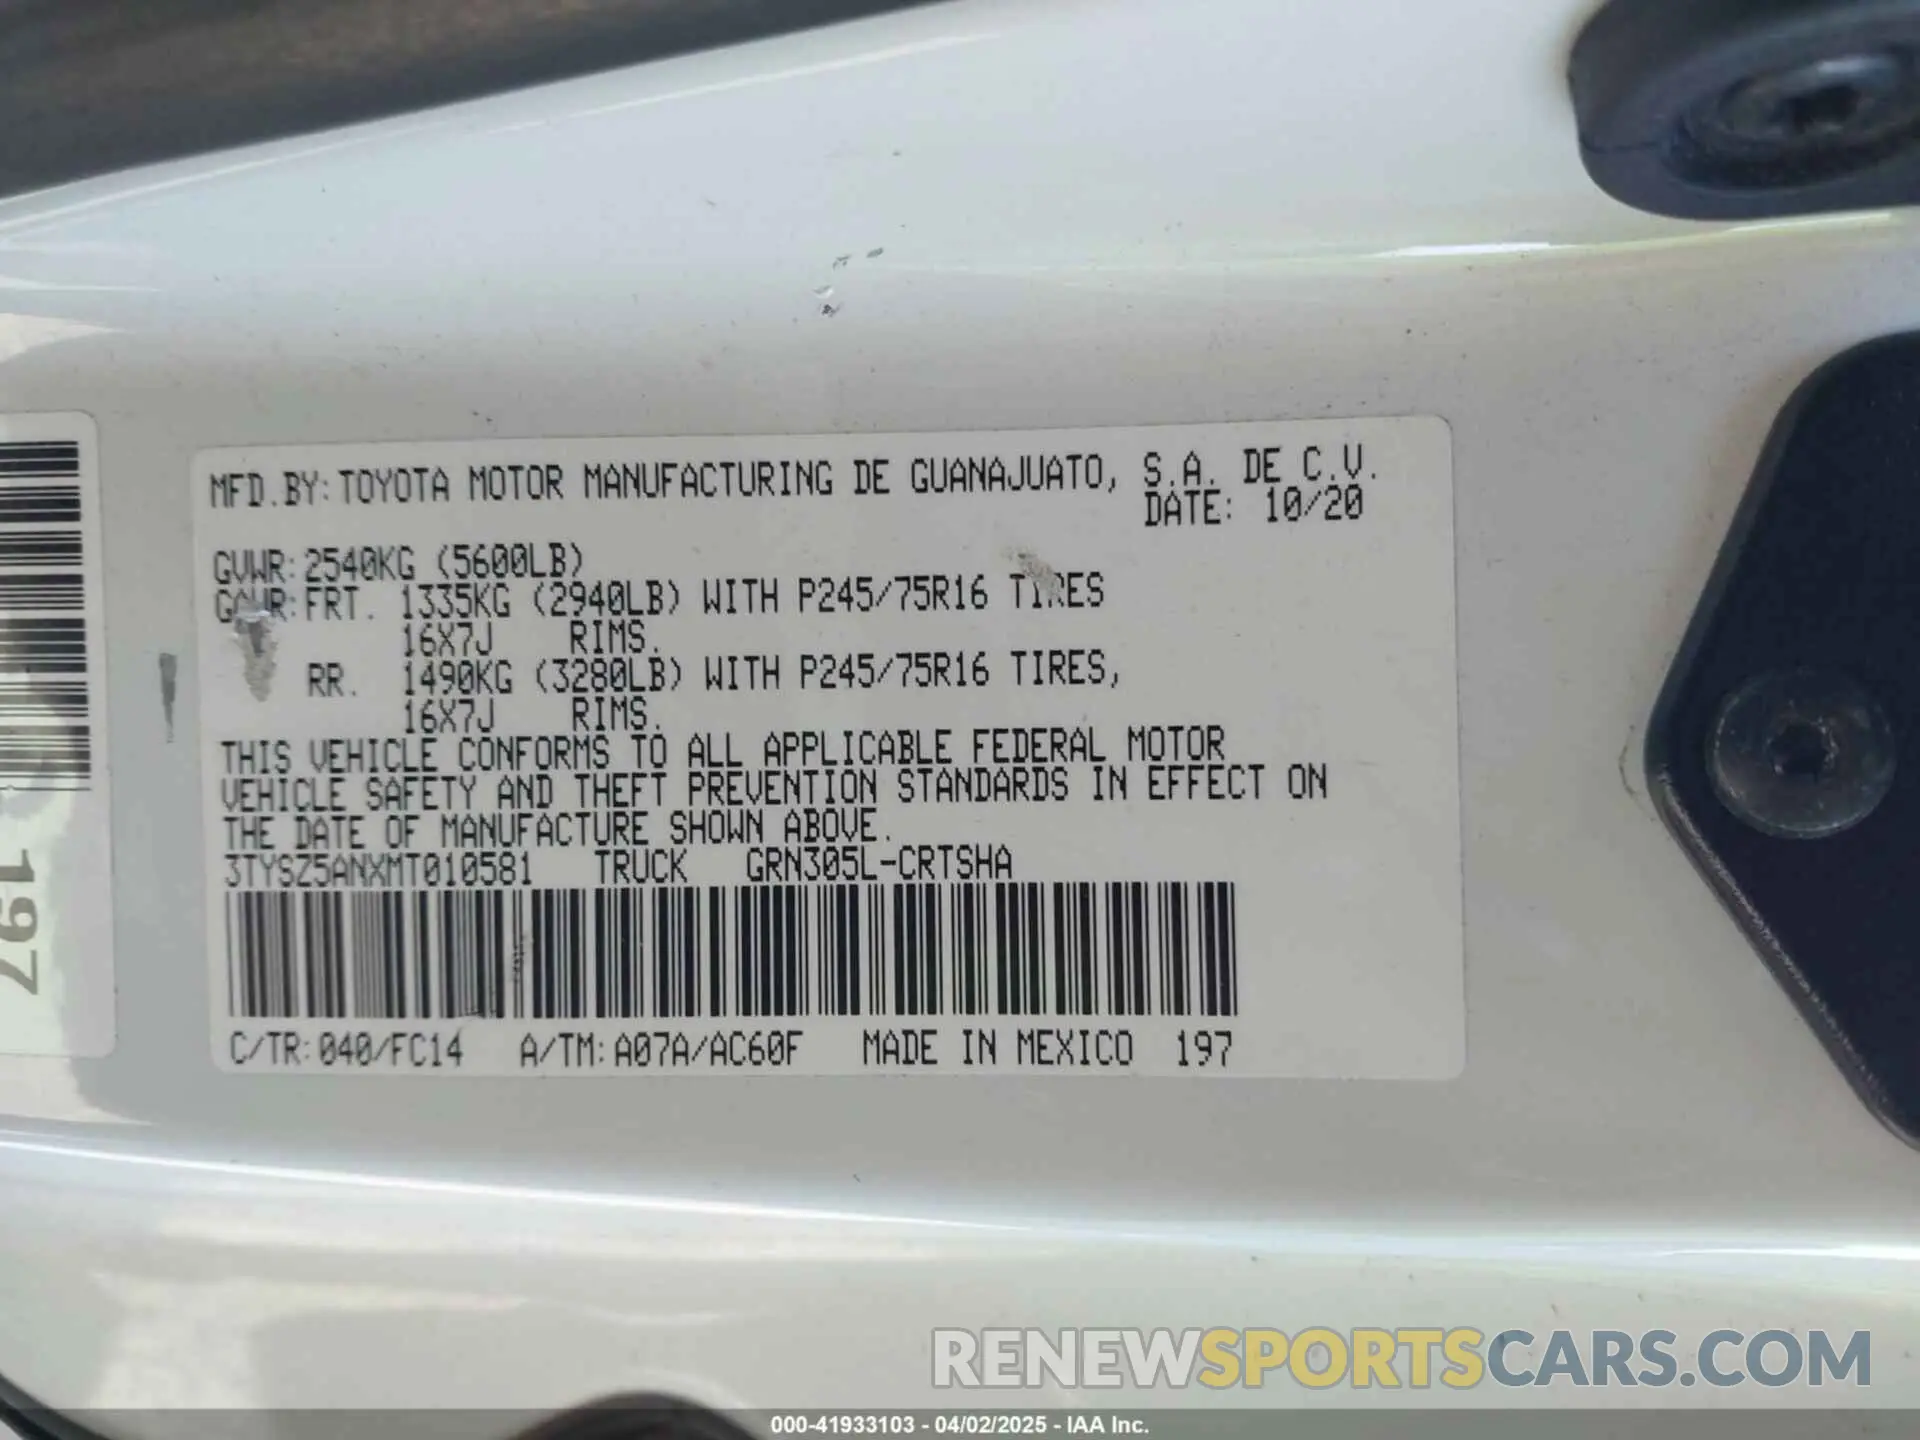 MFD.BY:TOYOTA MOTOR MANUFACTURING DE GUANAJUATO, S.A. DE C.V.
DATE: 10/20
GVWR:2540KG (5600LB)
GAWR:FRT. 1335KG (2940LB) WITH P245/75R16 TIRES
16X7J RIMS.
RR. 1490KG (3280LB) WITH P245/75R16 TIRES,
16X7J RIMS.
THIS VEHICLE CONFORMS TO ALL APPLICABLE FEDERAL MOTOR
VEHICLE SAFETY AND THEFT PREVENTION STANDARDS IN EFFECT ON
THE DATE OF MANUFACTURE SHOWN ABOVE.
3TYSZ5ANXMT010581 TRUCK GRN305L-CRTSHA
C/TR:040/FC14 A/TM:A07A/AC60F MADE IN MEXICO 197
197
RENEWSPORTSCARS.COM
000-41933103 - 04/02/2025 - IAA Inc.